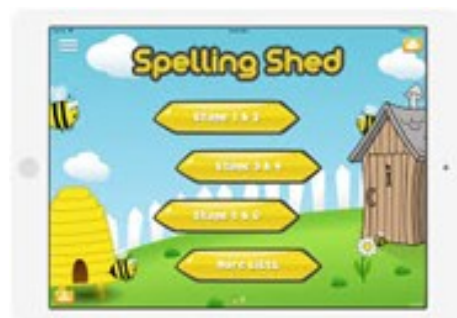 Spelling Shed
Stage 1 & 2
Stage 3 & 4
Stage 5 & 6
More Lists